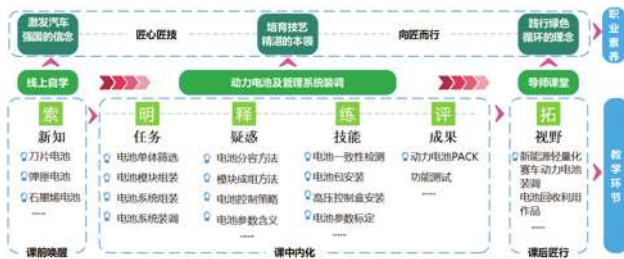 激发汽车
强国的信念
匠心匠技
培育技艺
精湛的本领
向匠而行
践行绿色
循环的理念
职业素养
线上自学
动力电池及管理系统装调
导师课堂
索
明
释
练
评
拓
新知
任务
疑惑
技能
成果
视野
刀片电池
弹匣电池
石墨烯电池
......
电池单体筛选
电池模块组装
电池系统组装
电池系统装调
电池分容方法
模块成组方法
电池控制策略
电池参数含义
......
电池一致性检测
电池包安装
高压控制盒安装
电池参数标定
......
动力电池PACK
功能测试
......
新能源轻量化
赛车动力电池
装调
电池回收利用
作品
......
教学环节
课前唤醒
课中内化
课后匠行